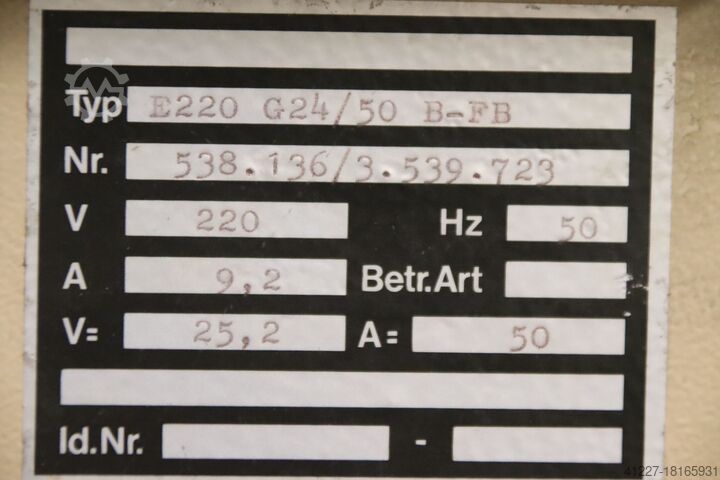 Typ E220 G24/50 B-FB
Nr. 538.136/3.539.723
V 220 Hz 50
A 9,2 Betr.Art
V= 25,2 A= 50
Id.Nr. -
41227-18165931